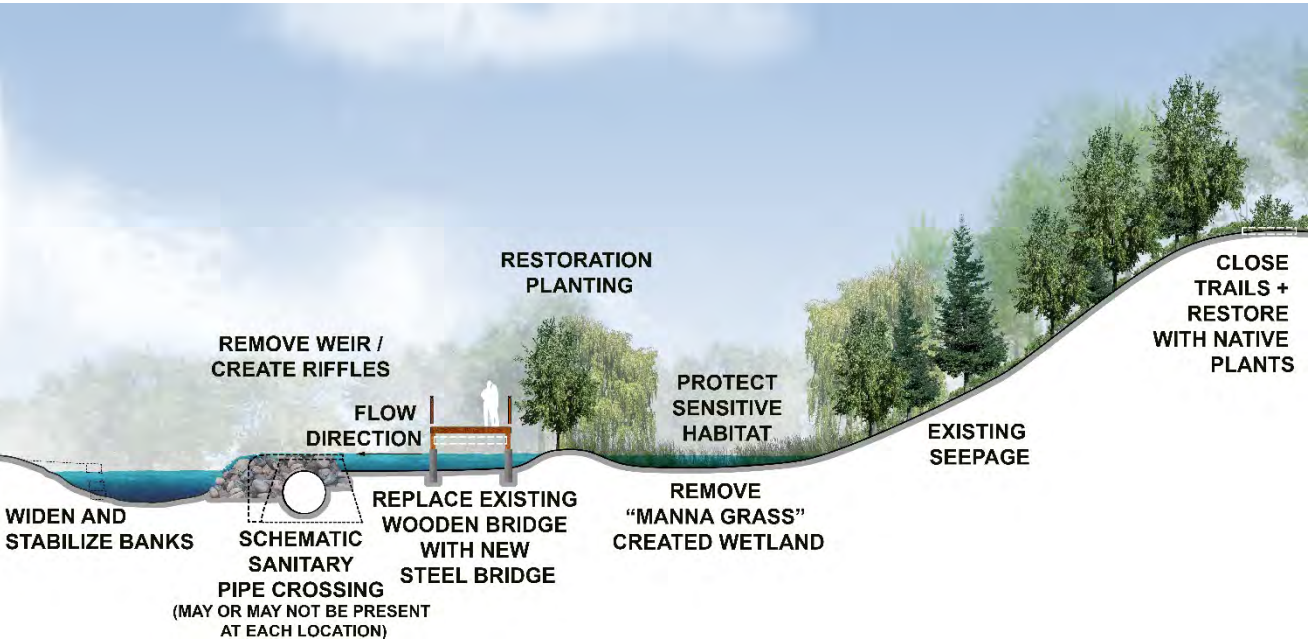 RESTORATION
PLANTING
REMOVE WEIR /
CREATE RIFFLES
FLOW
DIRECTION
PROTECT
SENSITIVE
HABITAT
CLOSE
TRAILS +
RESTORE
WITH NATIVE
PLANTS
EXISTING
SEEPAGE
WIDEN AND
STABILIZE BANKS
SCHEMATIC
SANITARY
PIPE CROSSING
(MAY OR MAY NOT BE PRESENT
AT EACH LOCATION)
REPLACE EXISTING
WOODEN BRIDGE
WITH NEW
STEEL BRIDGE
REMOVE
“MANNA GRASS”
CREATED WETLAND